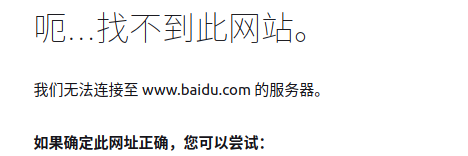 呃...找不到此网站。
我们无法连接至 www.baidu.com 的服务器。
如果确定此网址正确，您可以尝试：